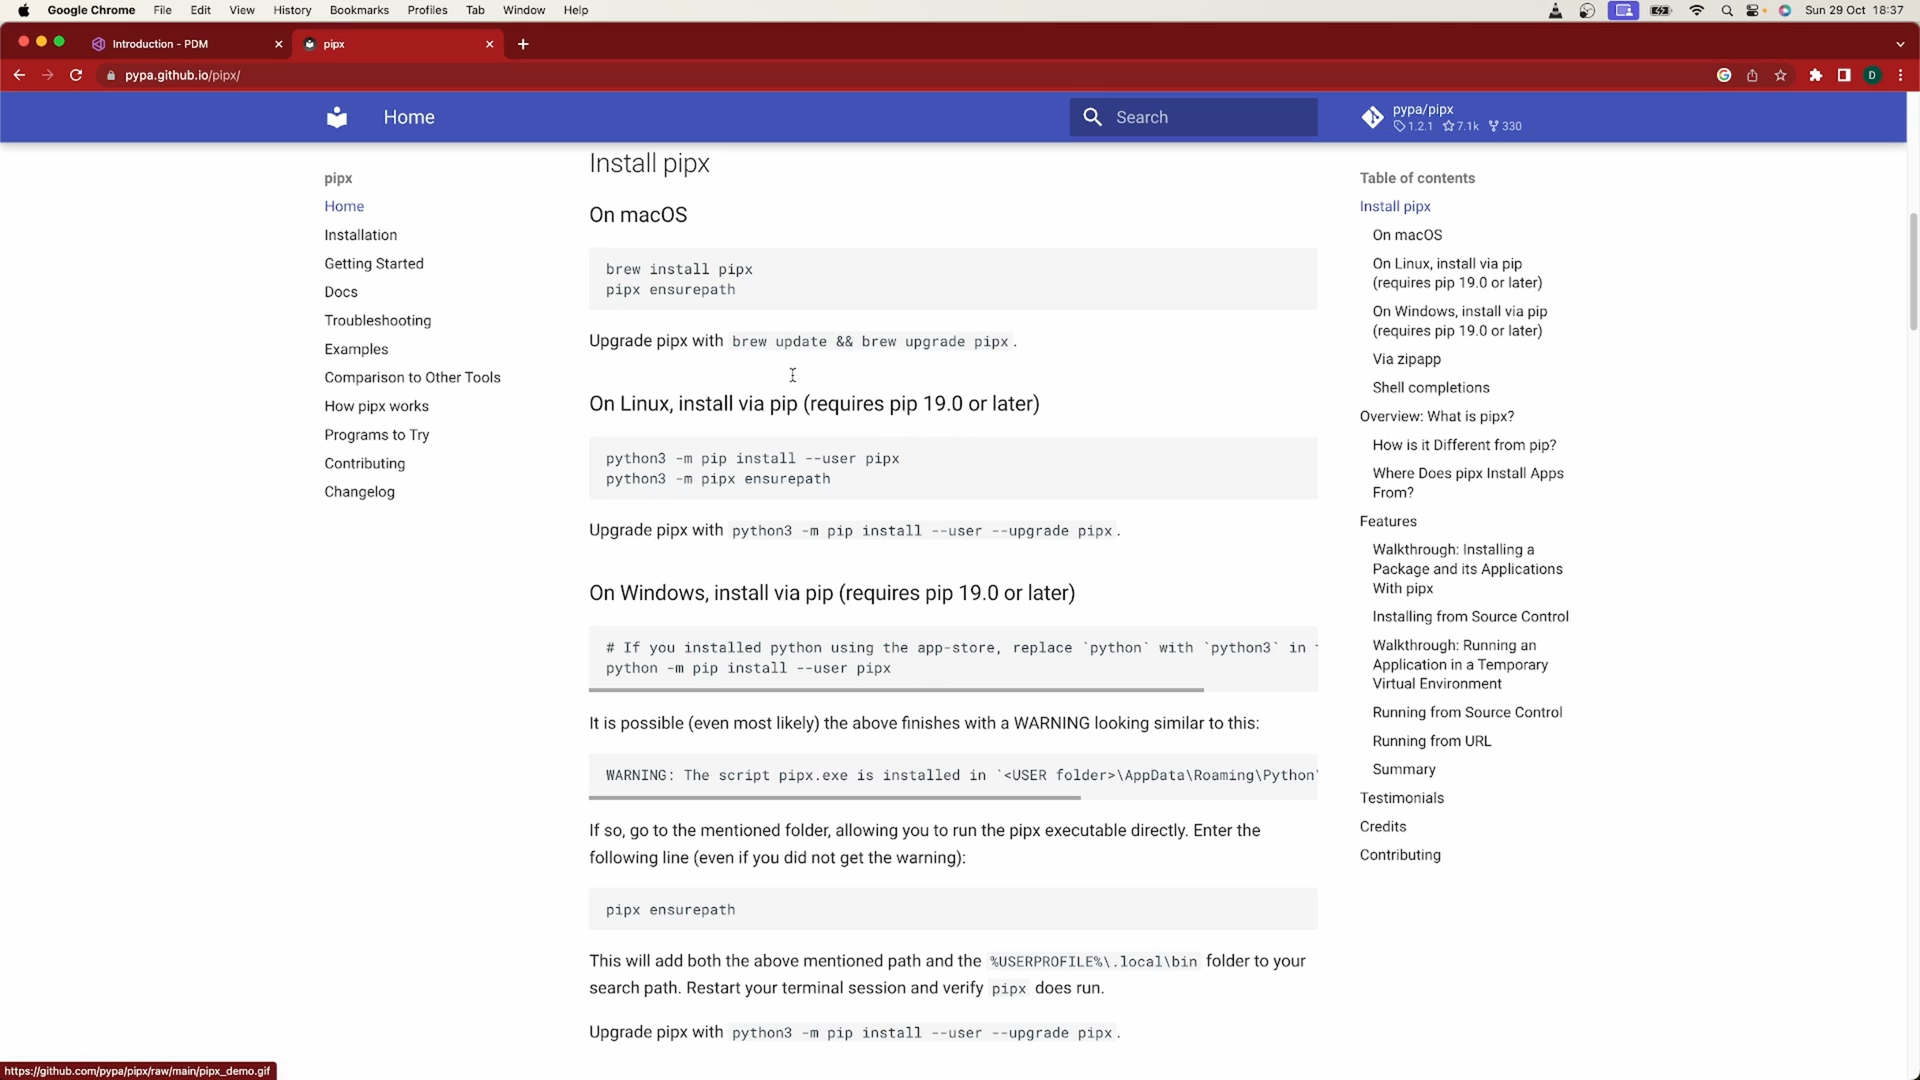 Google Chrome File Edit View History Bookmarks Profiles Tab Window Help Sun 29 Oct 18:37
Introduction - PDM
pipx
pypa.github.io/pipx/
D
Home
Search
pypa/pipx
1.2.1 7.1k 330
pipx
Home
Installation
Getting Started
Docs
Troubleshooting
Examples
Comparison to Other Tools
How pipx works
Programs to Try
Contributing
Changelog
Install pipx
On macOS
brew install pipx
pipx ensurepath
Upgrade pipx with brew update && brew upgrade pipx.
On Linux, install via pip (requires pip 19.0 or later)
python3 -m pip install --user pipx
python3 -m pipx ensurepath
Upgrade pipx with python3 -m pip install --user --upgrade pipx.
On Windows, install via pip (requires pip 19.0 or later)
# If you installed python using the app-store, replace `python` with `python3` in
python -m pip install --user pipx
It is possible (even most likely) the above finishes with a WARNING looking similar to this:
WARNING: The script pipx.exe is installed in `<USER folder>\AppData\Roaming\Python
If so, go to the mentioned folder, allowing you to run the pipx executable directly. Enter the
following line (even if you did not get the warning):
pipx ensurepath
This will add both the above mentioned path and the %USERPROFILE%\.local\bin folder to your
search path. Restart your terminal session and verify pipx does run.
Upgrade pipx with python3 -m pip install --user --upgrade pipx.
Table of contents
Install pipx
On macOS
On Linux, install via pip
(requires pip 19.0 or later)
On Windows, install via pip
(requires pip 19.0 or later)
Via zipapp
Shell completions
Overview: What is pipx?
How is it Different from pip?
Where Does pipx Install Apps
From?
Features
Walkthrough: Installing a
Package and its Applications
With pipx
Installing from Source Control
Walkthrough: Running an
Application in a Temporary
Virtual Environment
Running from Source Control
Running from URL
Summary
Testimonials
Credits
Contributing
https://github.com/pypa/pipx/raw/main/pipx_demo.gif